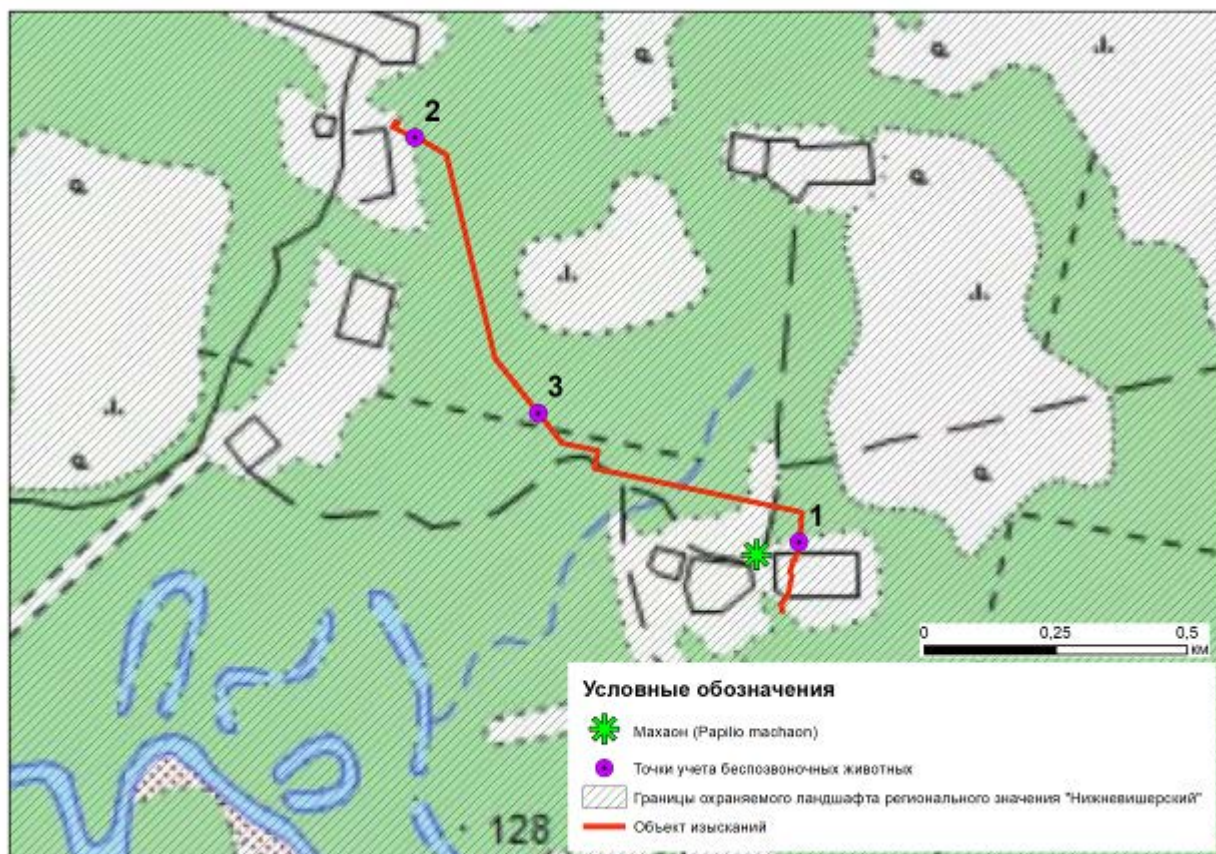 2
3
1
0 0,25 0,5
км
Условные обозначения
Махаон (Papilio machaon)
Точки учета беспозвоночных животных
Границы охраняемого ландшафта регионального значения "Нижневишерский"
Объект изысканий
128